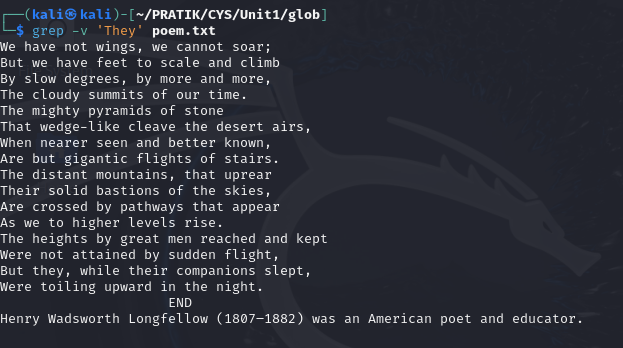 ┌──(kali㉿kali)-[~/PRATIK/CYS/Unit1/glob]
└─$ grep -v 'They' poem.txt
We have not wings, we cannot soar;
But we have feet to scale and climb
By slow degrees, by more and more,
The cloudy summits of our time.
The mighty pyramids of stone
That wedge-like cleave the desert airs,
When nearer seen and better known,
Are but gigantic flights of stairs.
The distant mountains, that uprear
Their solid bastions of the skies,
Are crossed by pathways that appear
As we to higher levels rise.
The heights by great men reached and kept
Were not attained by sudden flight,
But they, while their companions slept,
Were toiling upward in the night.
END
Henry Wadsworth Longfellow (1807–1882) was an American poet and educator.